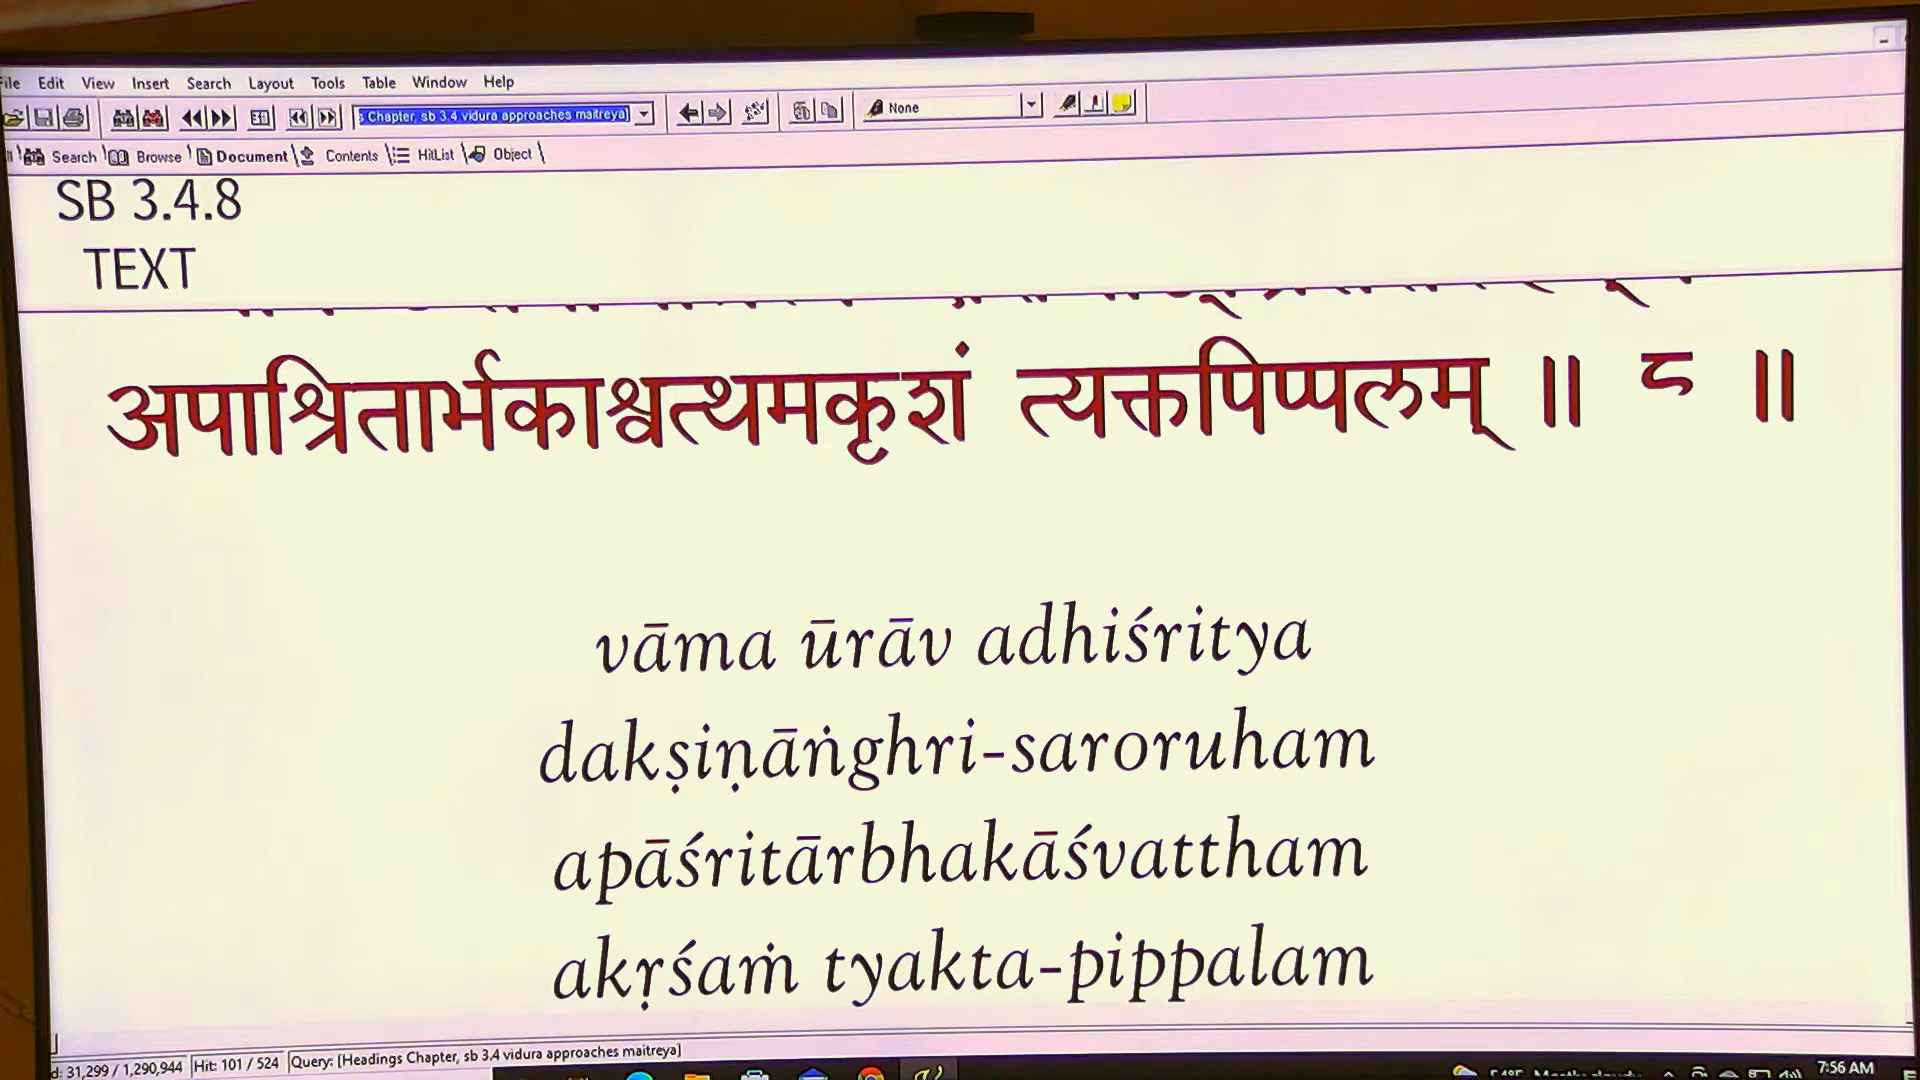 File Edit View Insert Search Layout Tools Table Window Help
s Chapter, sb 3.4 vidura approaches maitreya]
None
Search Browse Document Contents HitList Object
SB 3.4.8
TEXT
अपाश्रितार्भकाश्वत्थमकृशं त्यक्तपिप्पलम् ॥ ८ ॥
vāma ūrāv adhiśritya
dakṣiṇāṅghri-saroruham
apāśritārbhakāśvattham
akṛśaṁ tyakta-pippalam
d: 31,299 / 1,290,944 Hit: 101 / 524 Query: [Headings Chapter, sb 3.4 vidura approaches maitreya]
7:56 AM